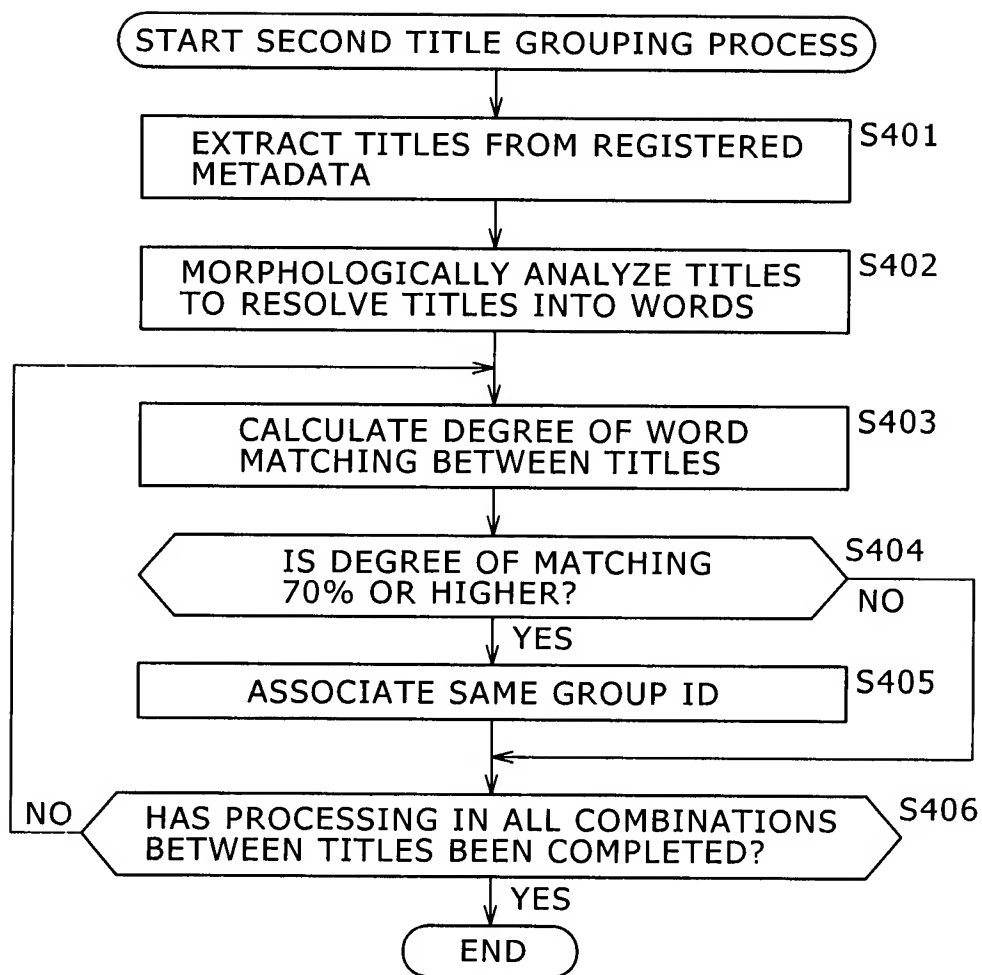 START SECOND TITLE GROUPING PROCESS
EXTRACT TITLES FROM REGISTERED
METADATA
S401
MORPHOLOGICALLY ANALYZE TITLES
TO RESOLVE TITLES INTO WORDS
S402
CALCULATE DEGREE OF WORD
MATCHING BETWEEN TITLES
S403
IS DEGREE OF MATCHING
70% OR HIGHER?
S404
NO
YES
ASSOCIATE SAME GROUP ID
S405
NO
HAS PROCESSING IN ALL COMBINATIONS
BETWEEN TITLES BEEN COMPLETED?
S406
YES
END